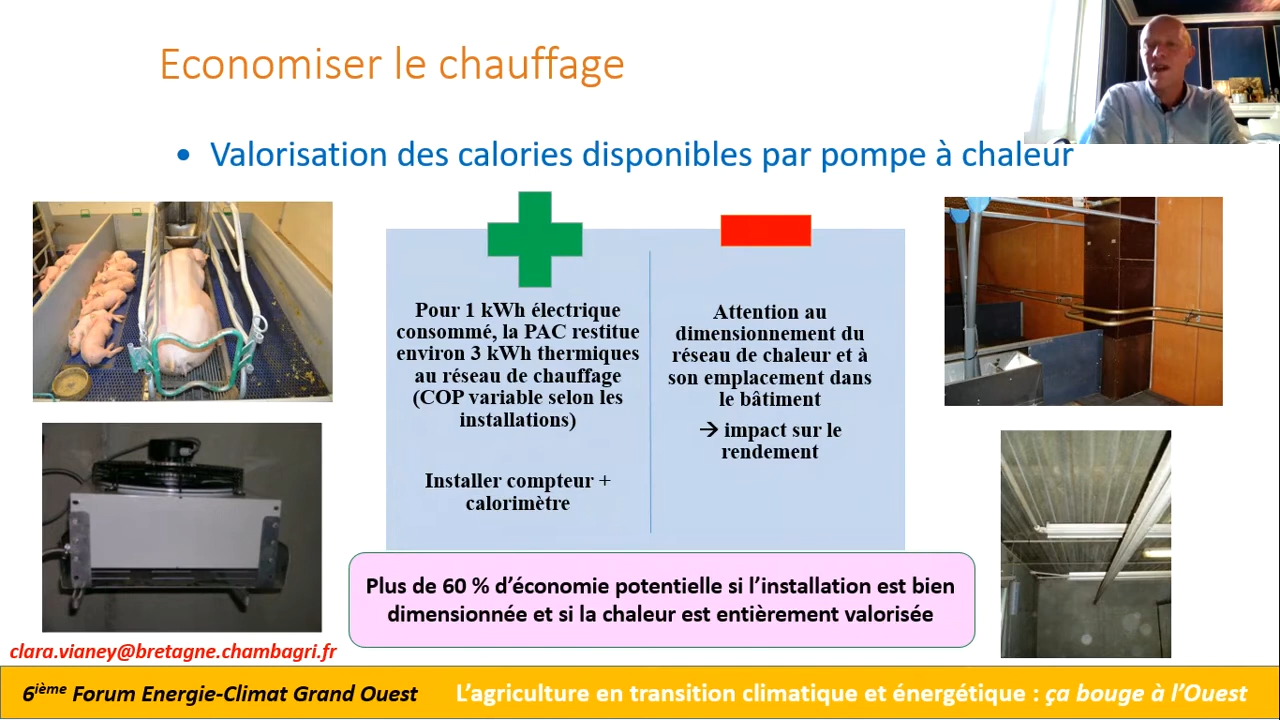 Economiser le chauffage
• Valorisation des calories disponibles par pompe à chaleur
Pour 1 kWh électrique
consommé, la PAC restitue
environ 3 kWh thermiques
au réseau de chauffage
(COP variable selon les
installations)
Installer compteur +
calorimètre
Attention au
dimensionnement du
réseau de chaleur et à
son emplacement dans
le bâtiment
→ impact sur le
rendement
Plus de 60 % d’économie potentielle si l’installation est bien
dimensionnée et si la chaleur est entièrement valorisée
clara.vianey@bretagne.chambagri.fr
6ième Forum Energie-Climat Grand Ouest
L’agriculture en transition climatique et énergétique : ça bouge à l’Ouest